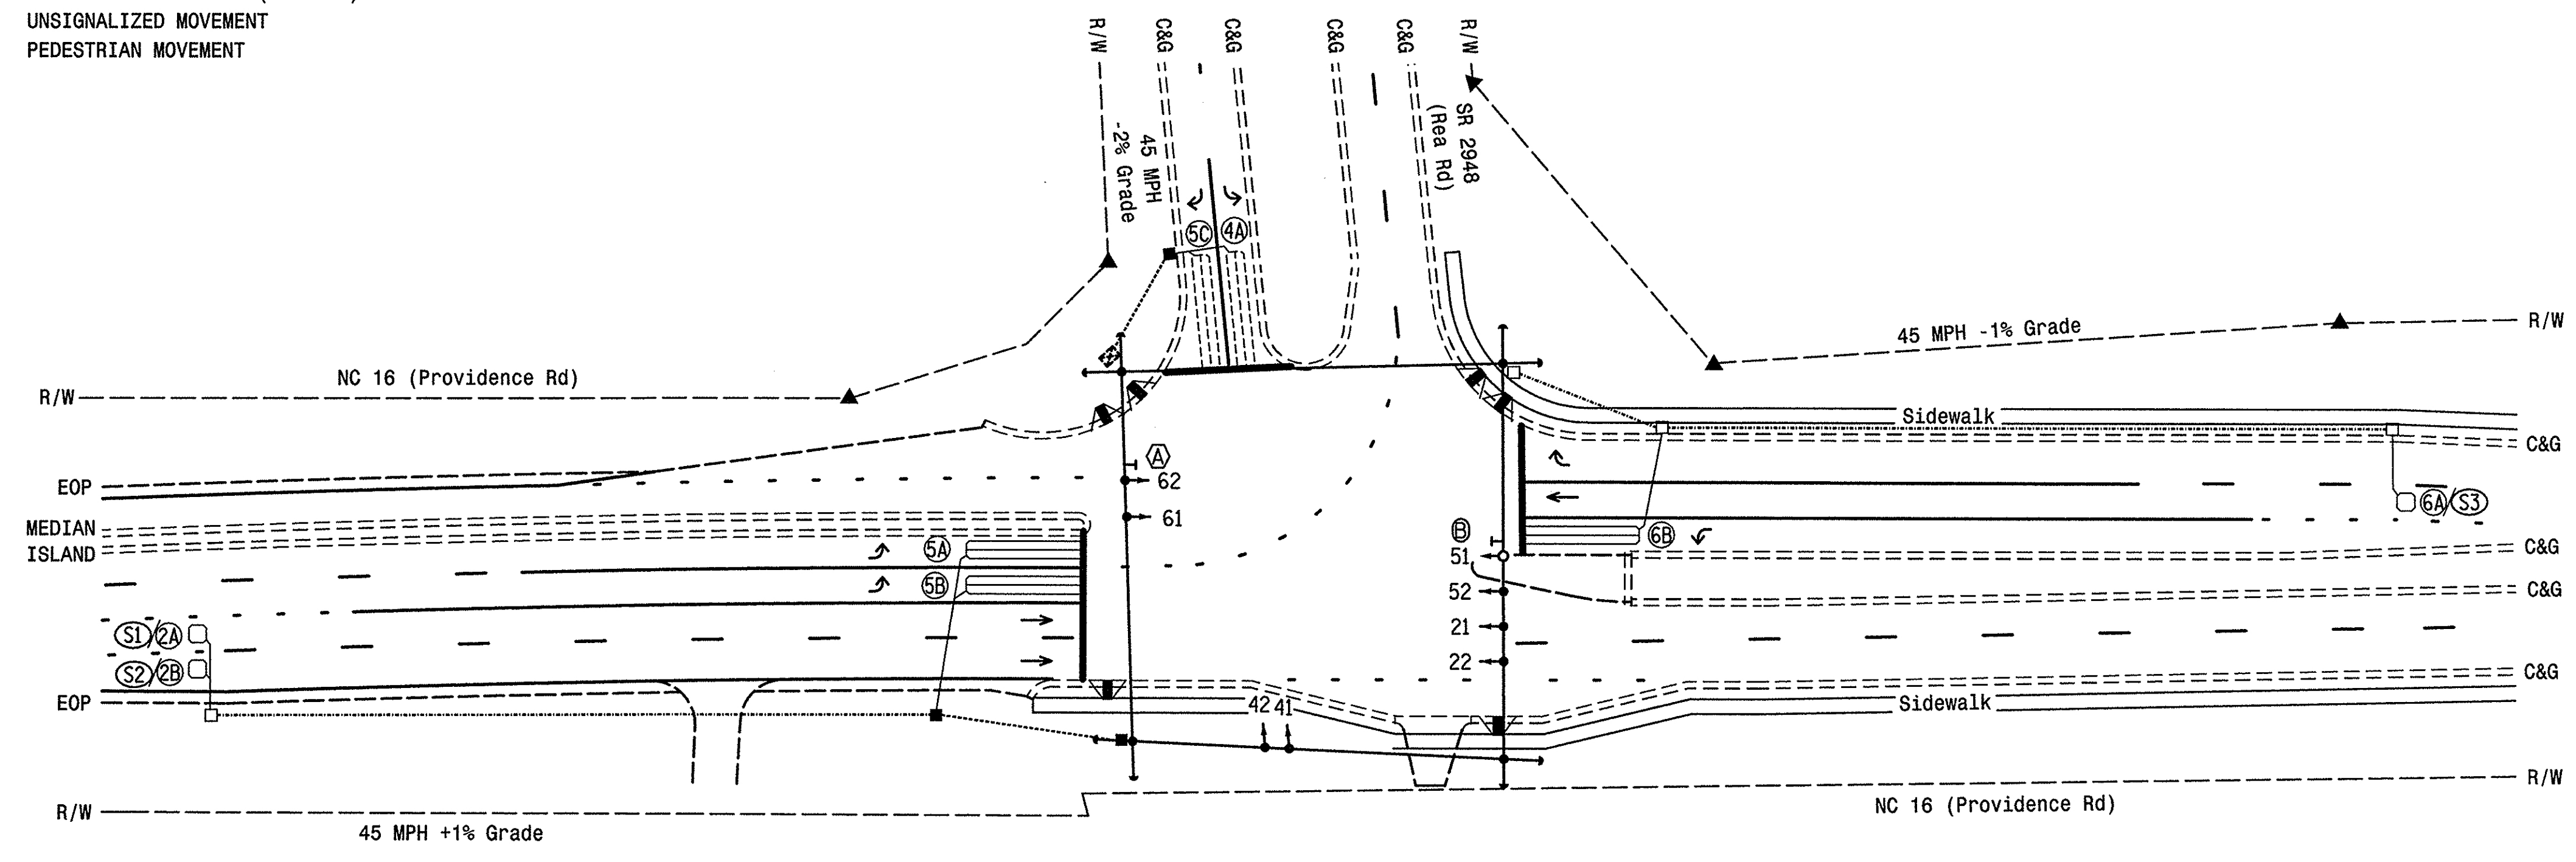 UNSIGNALIZED MOVEMENT
PEDESTRIAN MOVEMENT
R/W
C&G
C&G
C&G
C&G
R/W
45 MPH
-2% Grade
SR 2948
(Rea Rd)
5C
4A
45 MPH -1% Grade
R/W
NC 16 (Providence Rd)
R/W
Sidewalk
C&G
A
62
61
EOP
MEDIAN
ISLAND
5A
5B
B
51
52
21
22
6B
6A/S3
C&G
C&G
S1/2A
S2/2B
EOP
42 41
Sidewalk
C&G
R/W
45 MPH +1% Grade
NC 16 (Providence Rd)
R/W